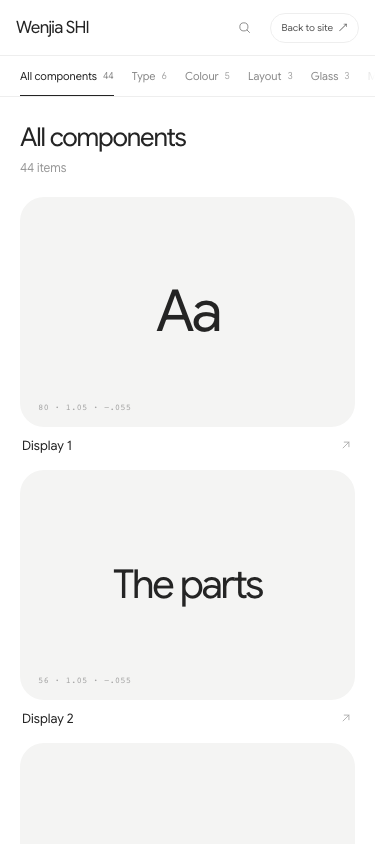 Wenjia SHI
Back to site ↗
All components 44 Type 6 Colour 5 Layout 3 Glass 3
All components
44 items
Aa
80 · 1.05 · −.055
Display 1
The parts
56 · 1.05 · −.055
Display 2